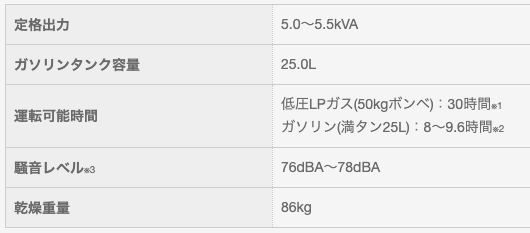 定格出力 5.0〜5.5kVA
ガソリンタンク容量 25.0L
運転可能時間 低圧LPガス(50kgボンベ)：30時間※1
ガソリン(満タン25L)：8〜9.6時間※2
騒音レベル※3 76dBA〜78dBA
乾燥重量 86kg